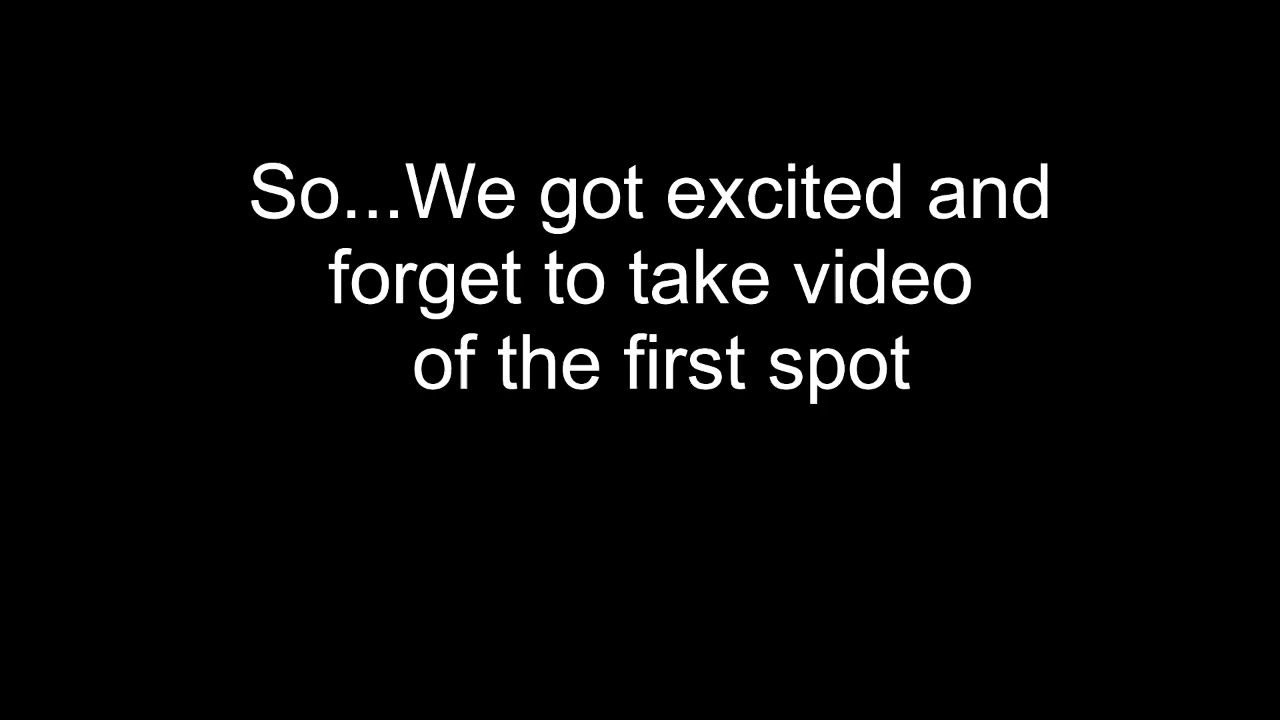 So...We got excited and
forget to take video
of the first spot